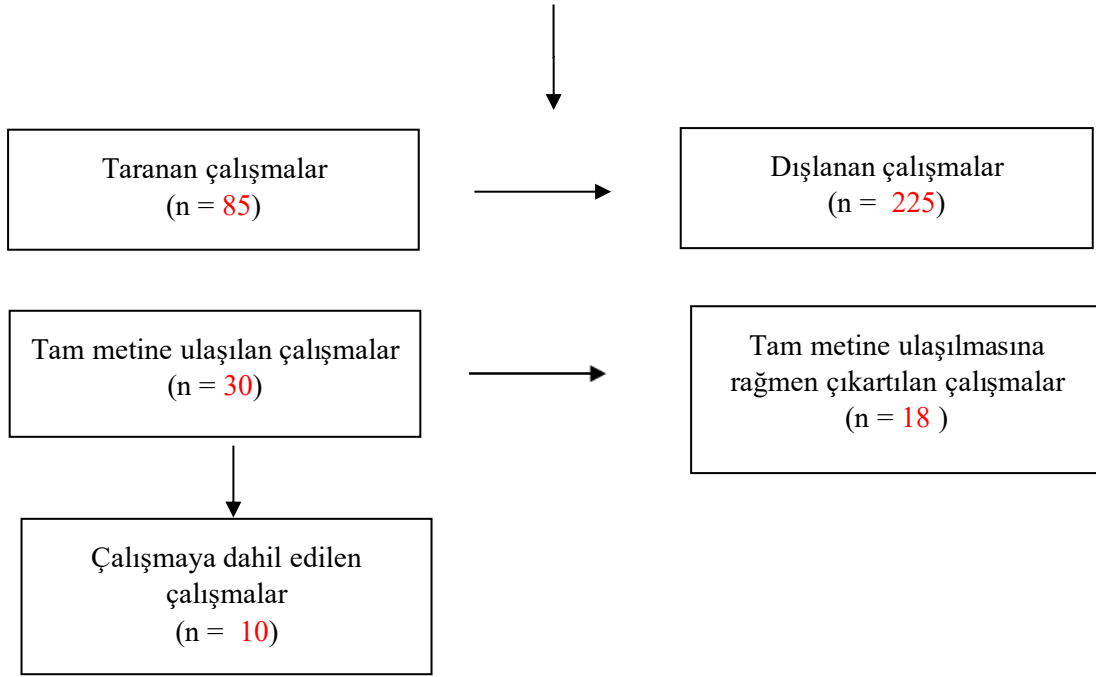 Taranan çalışmalar
(n = 85)
Dışlanan çalışmalar
(n = 225)
Tam metine ulaşılan çalışmalar
(n = 30)
Tam metine ulaşılmasına
rağmen çıkartılan çalışmalar
(n = 18 )
Çalışmaya dahil edilen
çalışmalar
(n = 10)